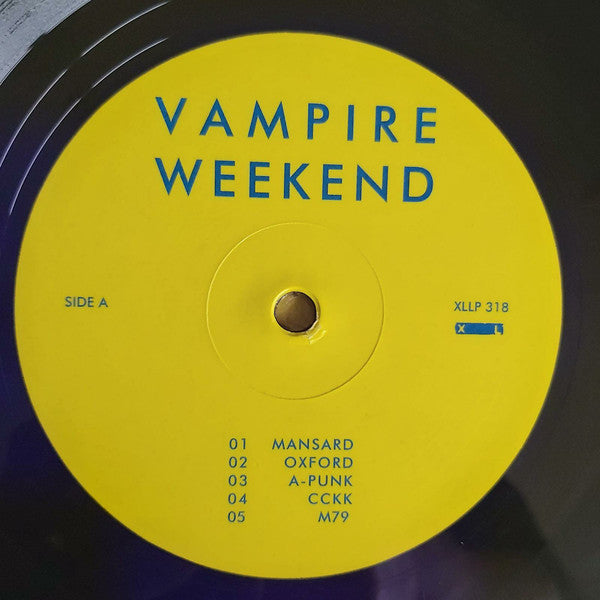 VAMPIRE
WEEKEND
SIDE A
XLLP 318
X L
01 MANSARD
02 OXFORD
03 A-PUNK
04 CCKK
05 M79